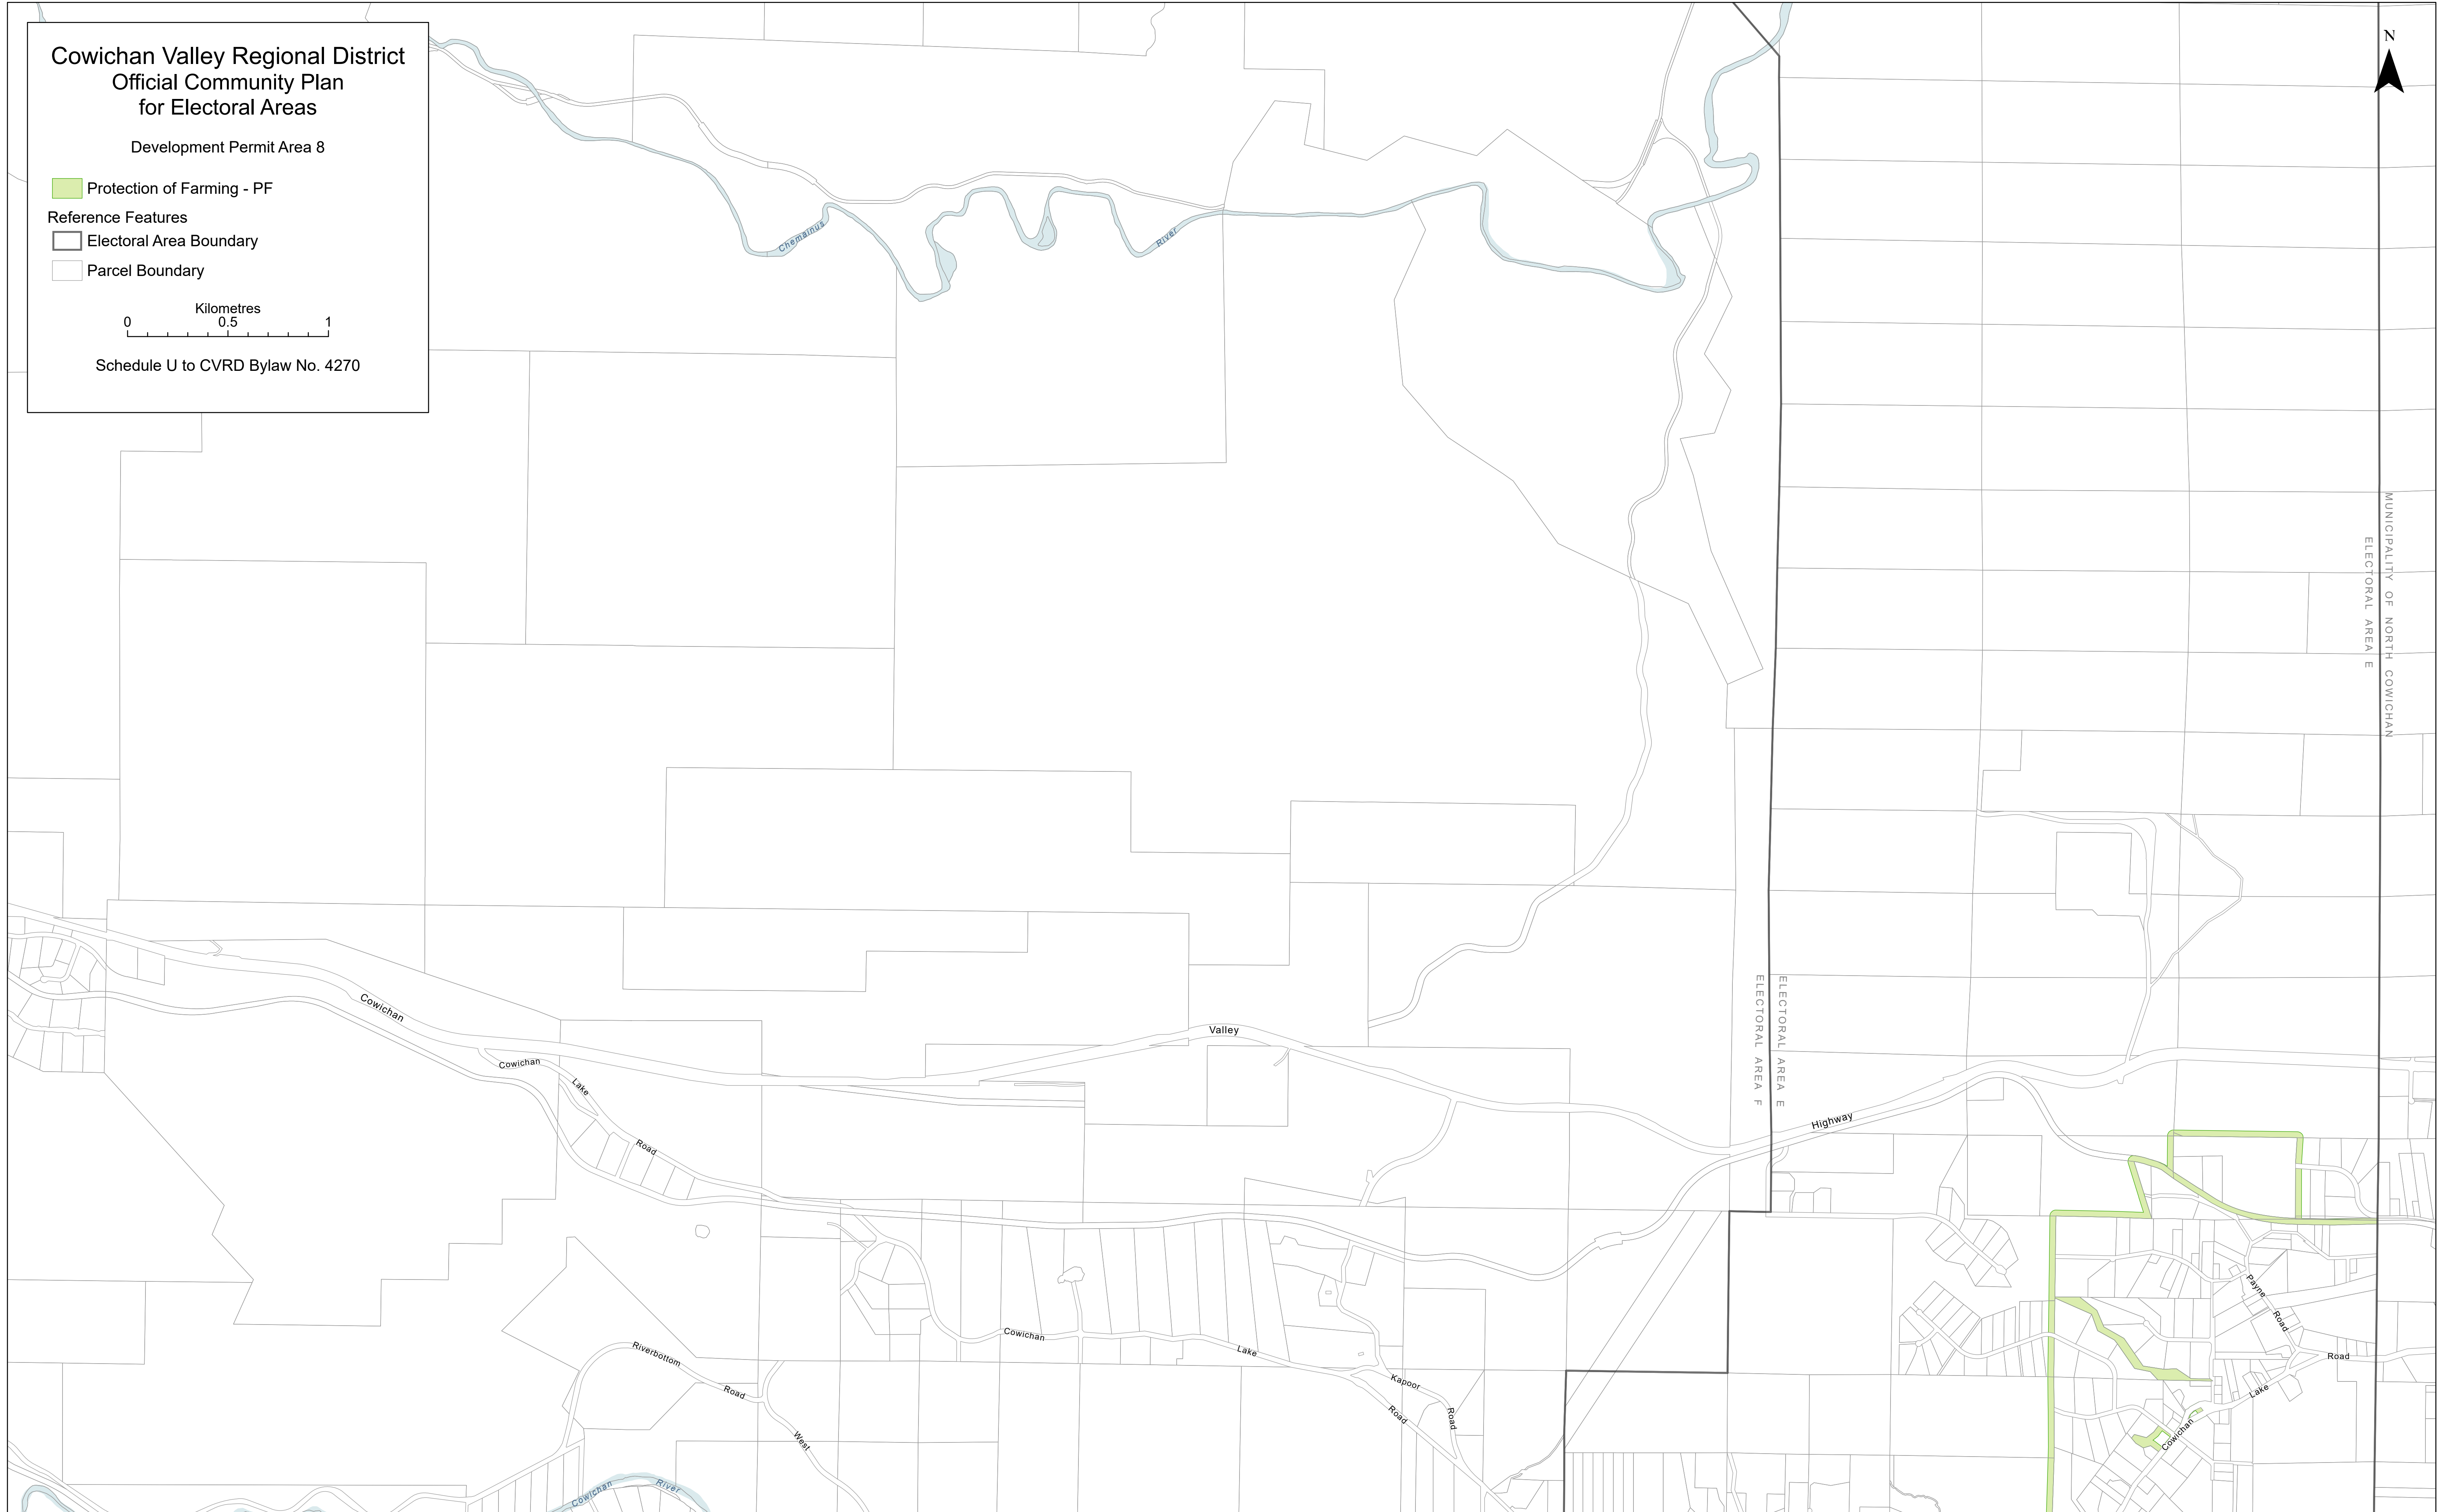 Cowichan Valley Regional District
Official Community Plan
for Electoral Areas
Development Permit Area 8
Protection of Farming - PF
Reference Features
Electoral Area Boundary
Parcel Boundary
Kilometres
0 0.5 1
Schedule U to CVRD Bylaw No. 4270
N
Chemainus
River
MUNICIPALITY OF NORTH COWICHAN
ELECTORAL AREA E
ELECTORAL AREA F
ELECTORAL AREA E
Cowichan
Valley
Highway
Cowichan
Lake
Road
Cowichan
Lake
Road
Kapoor
Road
Riverbottom
Road
West
Cowichan
River
Payne
Road
Cowichan
Lake
Road